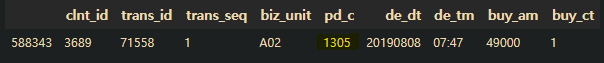 clnt_id trans_id trans_seq biz_unit pd_c de_dt de_tm buy_am buy_ct
588343 3689 71558 1 A02 1305 20190808 07:47 49000 1